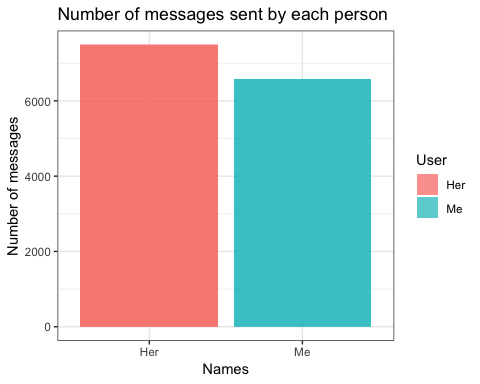 Number of messages sent by each person
Number of messages
6000
4000
2000
0
Her
Me
Names
User
Her
Me